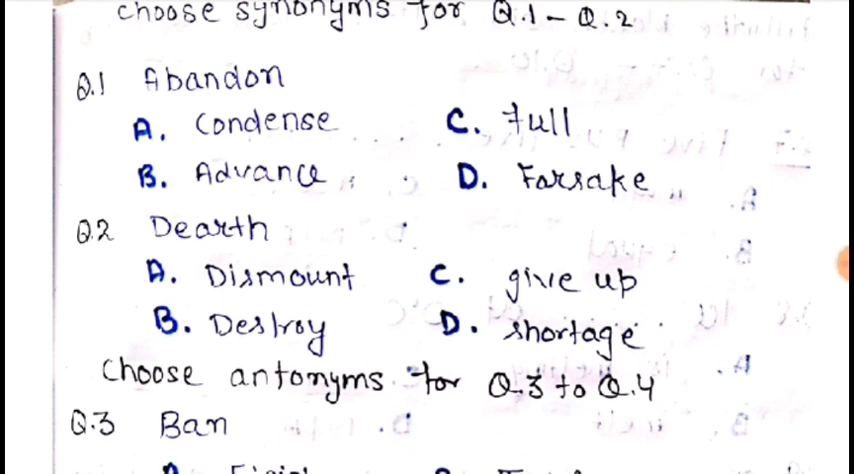 choose synonyms for Q.1 - Q.2
Q.1 Abandon
A. Condense C. full
B. Advance D. Forsake
Q.2 Dearth
A. Dismount C. give up
B. Destroy D. shortage
Choose antonyms for Q.3 to Q.4
Q.3 Ban